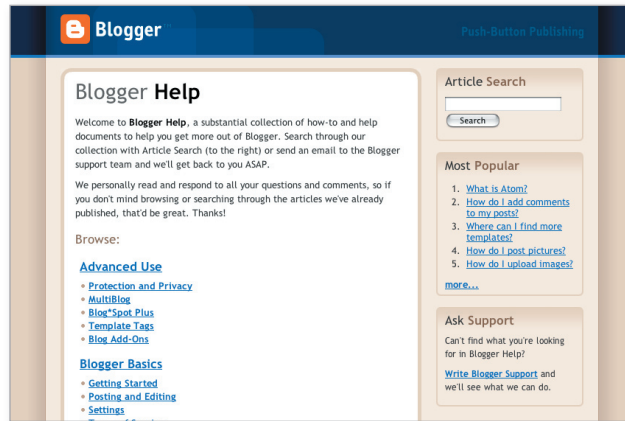 Blogger
Push-Button Publishing
Blogger Help
Welcome to Blogger Help, a substantial collection of how-to and help
documents to help you get more out of Blogger. Search through our
collection with Article Search (to the right) or send an email to the Blogger
support team and we'll get back to you ASAP.
We personally read and respond to all your questions and comments, so if
you don't mind browsing or searching through the articles we've already
published, that'd be great. Thanks!
Browse:
Advanced Use
• Protection and Privacy
• MultiBlog
• Blog*Spot Plus
• Template Tags
• Blog Add-Ons
Blogger Basics
• Getting Started
• Posting and Editing
• Settings
Article Search
Search
Most Popular
1. What is Atom?
2. How do I add comments
to my posts?
3. Where can I find more
templates?
4. How do I post pictures?
5. How do I upload images?
more...
Ask Support
Can't find what you're looking
for in Blogger Help?
Write Blogger Support and
we'll see what we can do.